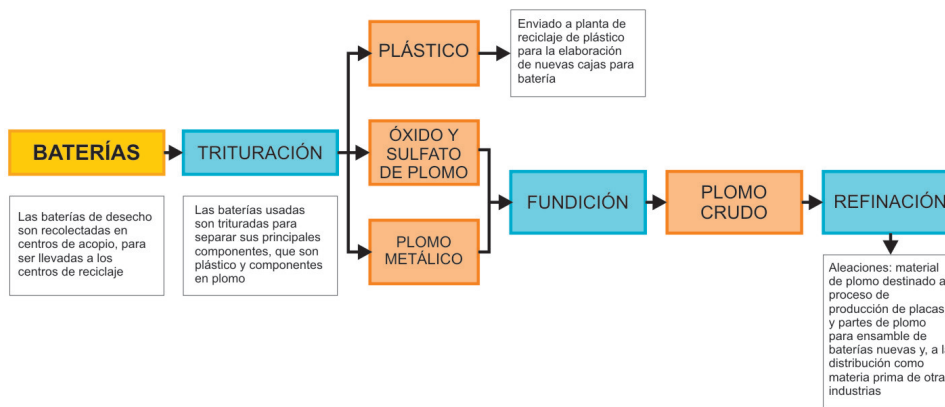 BATERÍAS
Las baterías de desecho
son recolectadas en
centros de acopio, para
ser llevadas a los
centros de reciclaje
TRITURACIÓN
Las baterías usadas
son trituradas para
separar sus principales
componentes, que son
plástico y componentes
en plomo
PLÁSTICO
Enviado a planta de
reciclaje de plástico
para la elaboración
de nuevas cajas para
batería
ÓXIDO Y
SULFATO
DE PLOMO
PLOMO
METÁLICO
FUNDICIÓN
PLOMO
CRUDO
REFINACIÓN
Aleaciones: material
de plomo destinado a
proceso de
producción de placas
y partes de plomo
para ensamble de
baterías nuevas y, a
distribución como
materia prima de otra
industrias